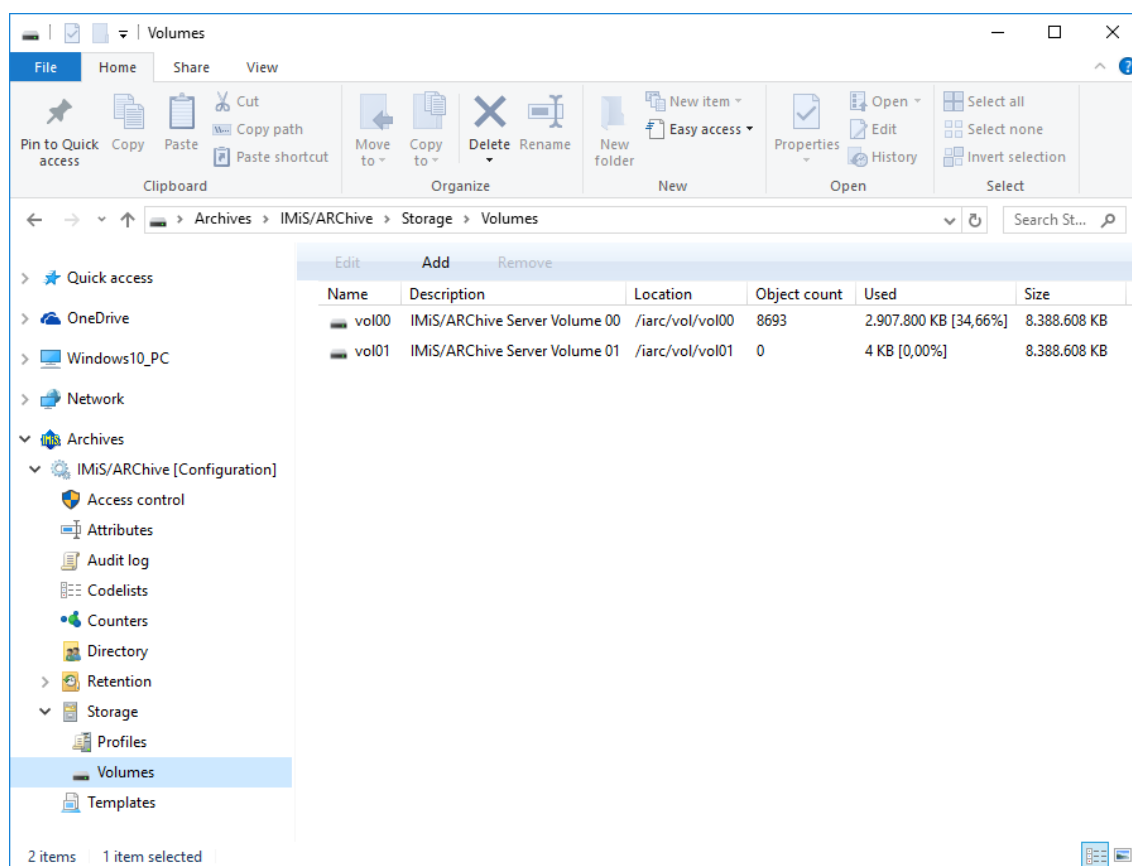 Volumes
File Home Share View
Pin to Quick access
Copy
Paste
Cut
Copy path
Paste shortcut
Clipboard
Move to
Copy to
Delete
Rename
Organize
New folder
New item
Easy access
New
Properties
Open
Edit
History
Open
Select all
Select none
Invert selection
Select
Archives IMiS/ARChive Storage Volumes Search St...
Quick access
OneDrive
Windows10_PC
Network
Archives
IMiS/ARChive [Configuration]
Access control
Attributes
Audit log
Codelists
Counters
Directory
Retention
Storage
Profiles
Volumes
Templates
Edit Add Remove
Name Description Location Object count Used Size
vol00 IMiS/ARChive Server Volume 00 /iarc/vol/vol00 8693 2.907.800 KB [34,66%] 8.388.608 KB
vol01 IMiS/ARChive Server Volume 01 /iarc/vol/vol01 0 4 KB [0,00%] 8.388.608 KB
2 items 1 item selected